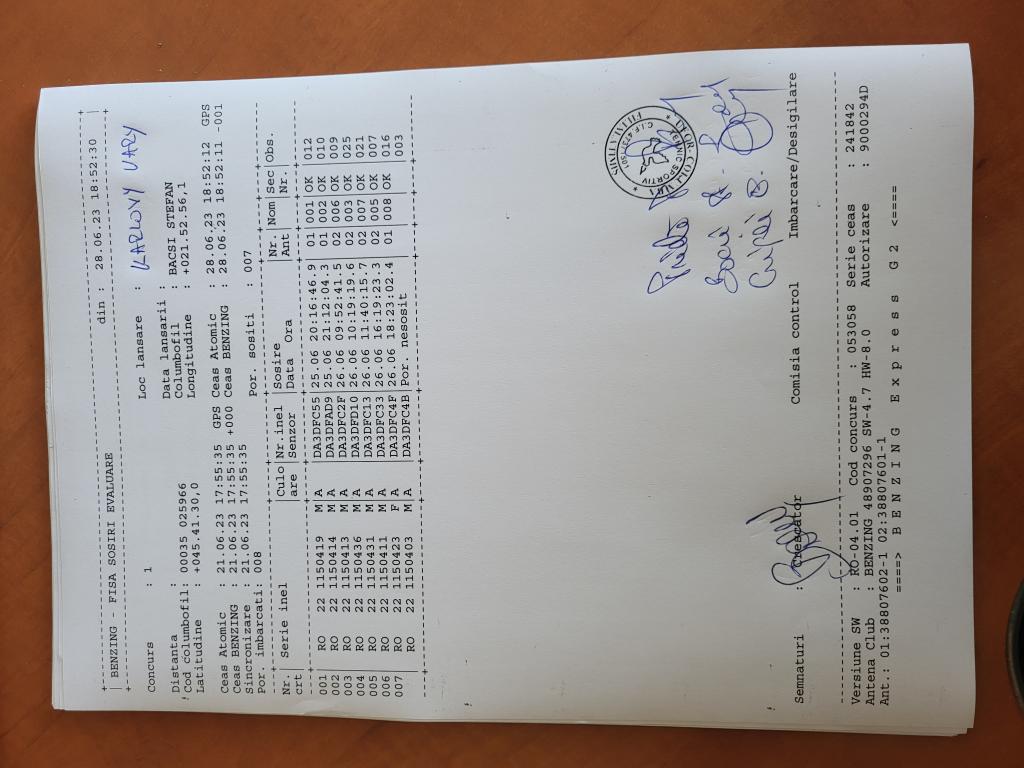 BENZING - FISA SOSIRI EVALUARE din : 28.06.23 18:52:30
Concurs : 1 Loc lansare : KARLOVY VARY
Distanta : Data lansarii :
Cod columbofil: 00035 025966 Columbofil : BACSI STEFAN
Latitudine : +045.41.30,0 Longitudine : +021.52.56,1
Ceas Atomic : 21.06.23 17:55:35 GPS Ceas Atomic : 28.06.23 18:52:12 GPS
Ceas BENZING : 21.06.23 17:55:35 +000 Ceas BENZING : 28.06.23 18:52:11 -001
Sincronizare : 21.06.23 17:55:35
Por. imbarcati: 008 Por. sositi : 007
Nr. | Serie inel | Culo | Nr.inel | Sosire | Nr. | Nom | Sec | Obs.
crt | are | Senzor | Data Ora | Ant | Nr. |
001 | RO 22 1150419 M A | DA3DFC55 | 25.06 20:16:46.9 | 01 | 001 | OK | 012
002 | RO 22 1150414 M A | DA3DFAD9 | 25.06 21:12:04.3 | 01 | 002 | OK | 010
003 | RO 22 1150413 M A | DA3DFC2F | 26.06 09:52:41.5 | 02 | 006 | OK | 009
004 | RO 22 1150436 M A | DA3DFD10 | 26.06 10:19:19.6 | 02 | 003 | OK | 025
005 | RO 22 1150431 M A | DA3DFC13 | 26.06 11:40:15.7 | 02 | 007 | OK | 021
006 | RO 22 1150411 M A | DA3DFC33 | 26.06 16:19:23.3 | 02 | 005 | OK | 007
007 | RO 22 1150423 F A | DA3DFC4F | 26.06 18:23:02.4 | 01 | 008 | OK | 016
RO 22 1150403 M A | DA3DFC4B | Por. nesosit | 003
Semnaturi : Crescator Comisia control Imbarcare/Desigilare
Versiune SW : RO-04.01 Cod concurs : 053058 Serie ceas : 241842
Antena Club : BENZING 48907296 SW-4.7 HW-8.0 Autorizare : 9000294D
Ant.: 01:38807602-1 02:38807601-1
====> B E N Z I N G E x p r e s s G 2 <====